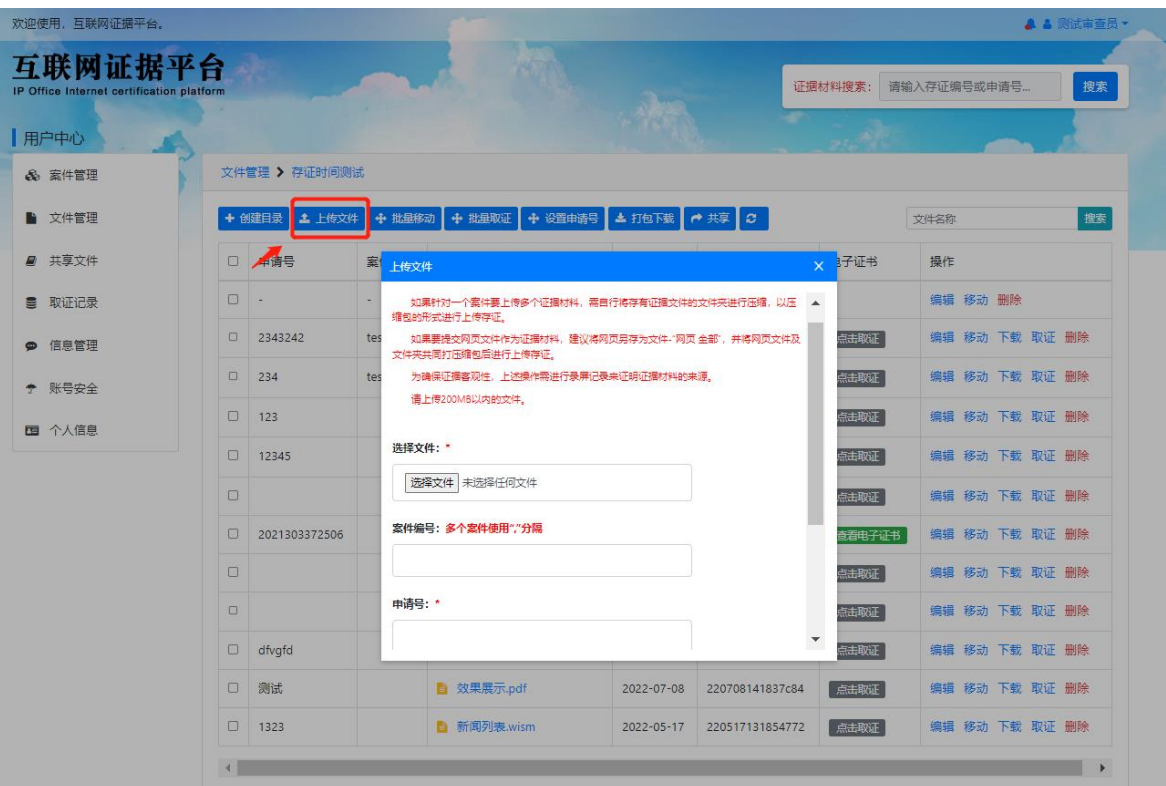 欢迎使用，互联网证据平台。
测试审查员
互联网证据平台
IP Office Internet certification platform
证据材料搜索：
请输入存证编号或申请号...
搜索
用户中心
案件管理
文件管理
共享文件
取证记录
信息管理
账号安全
个人信息
文件管理 存证时间测试
创建目录 上传文件 批量移动 批量取证 设置申请号 打包下载 共享
文件名称
搜索
申请号 案 子证书 操作
- - 编辑 移动 删除
2343242 tes 点击取证 编辑 移动 下载 取证 删除
234 tes 点击取证 编辑 移动 下载 取证 删除
123 点击取证 编辑 移动 下载 取证 删除
12345 点击取证 编辑 移动 下载 取证 删除
点击取证 编辑 移动 下载 取证 删除
2021303372506 查看电子证书 编辑 移动 下载 取证 删除
点击取证 编辑 移动 下载 取证 删除
点击取证 编辑 移动 下载 取证 删除
dfvgfd 点击取证 编辑 移动 下载 取证 删除
测试 效果展示.pdf 2022-07-08 220708141837c84 点击取证 编辑 移动 下载 取证 删除
1323 新闻列表.wism 2022-05-17 220517131854772 点击取证 编辑 移动 下载 取证 删除
上传文件
如果针对一个案件要上传多个证据材料，需自行将存有证据文件的文件夹进行压缩，以压
缩包的形式进行上传存证。
如果要提交网页文件作为证据材料，建议将网页另存为文件-"网页 全部"，并将网页文件及
文件夹共同打压缩包后进行上传存证。
为确保证据客观性，上述操作需进行录屏记录来证明证据材料的来源。
请上传200MB以内的文件。
选择文件：*
选择文件 未选择任何文件
案件编号：多个案件使用","分隔
申请号：*